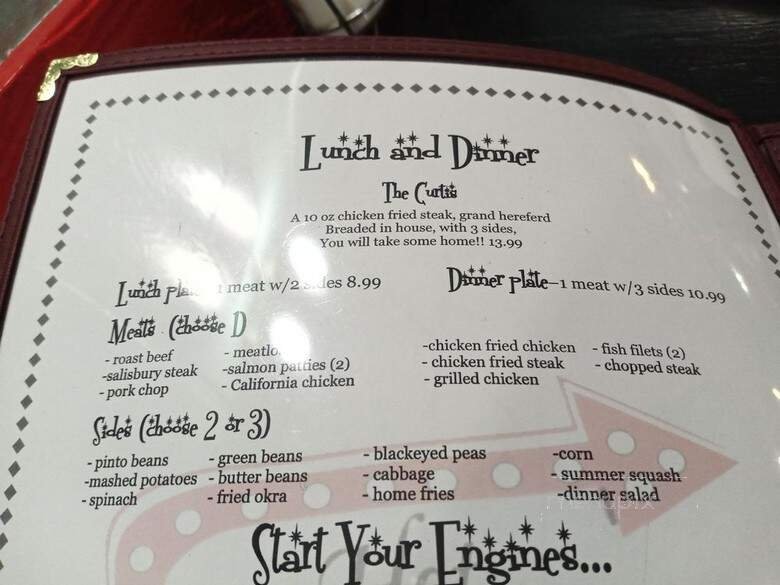 Lunch and Dinner
The Curtis
A 10 oz chicken fried steak, grand hereferd
Breaded in house, with 3 sides,
You will take some home!! 13.99
Lunch meat w/2 8.99
Dinner plate-1 meat w/3 sides 10.99
Meats (choose
- roast beef - -chicken fried chicken - fish filets (2)
-salisbury steak -salmon patties (2) - chicken fried steak - chopped steak
- pork chop - California chicken - grilled chicken
Sides (choose 2 or 3)
- pinto beans - green beans - blackeyed peas -corn
-mashed potatoes - butter beans - cabbage - summer squash
- spinach - fried okra - home fries -dinner salad
Start Your Engines...